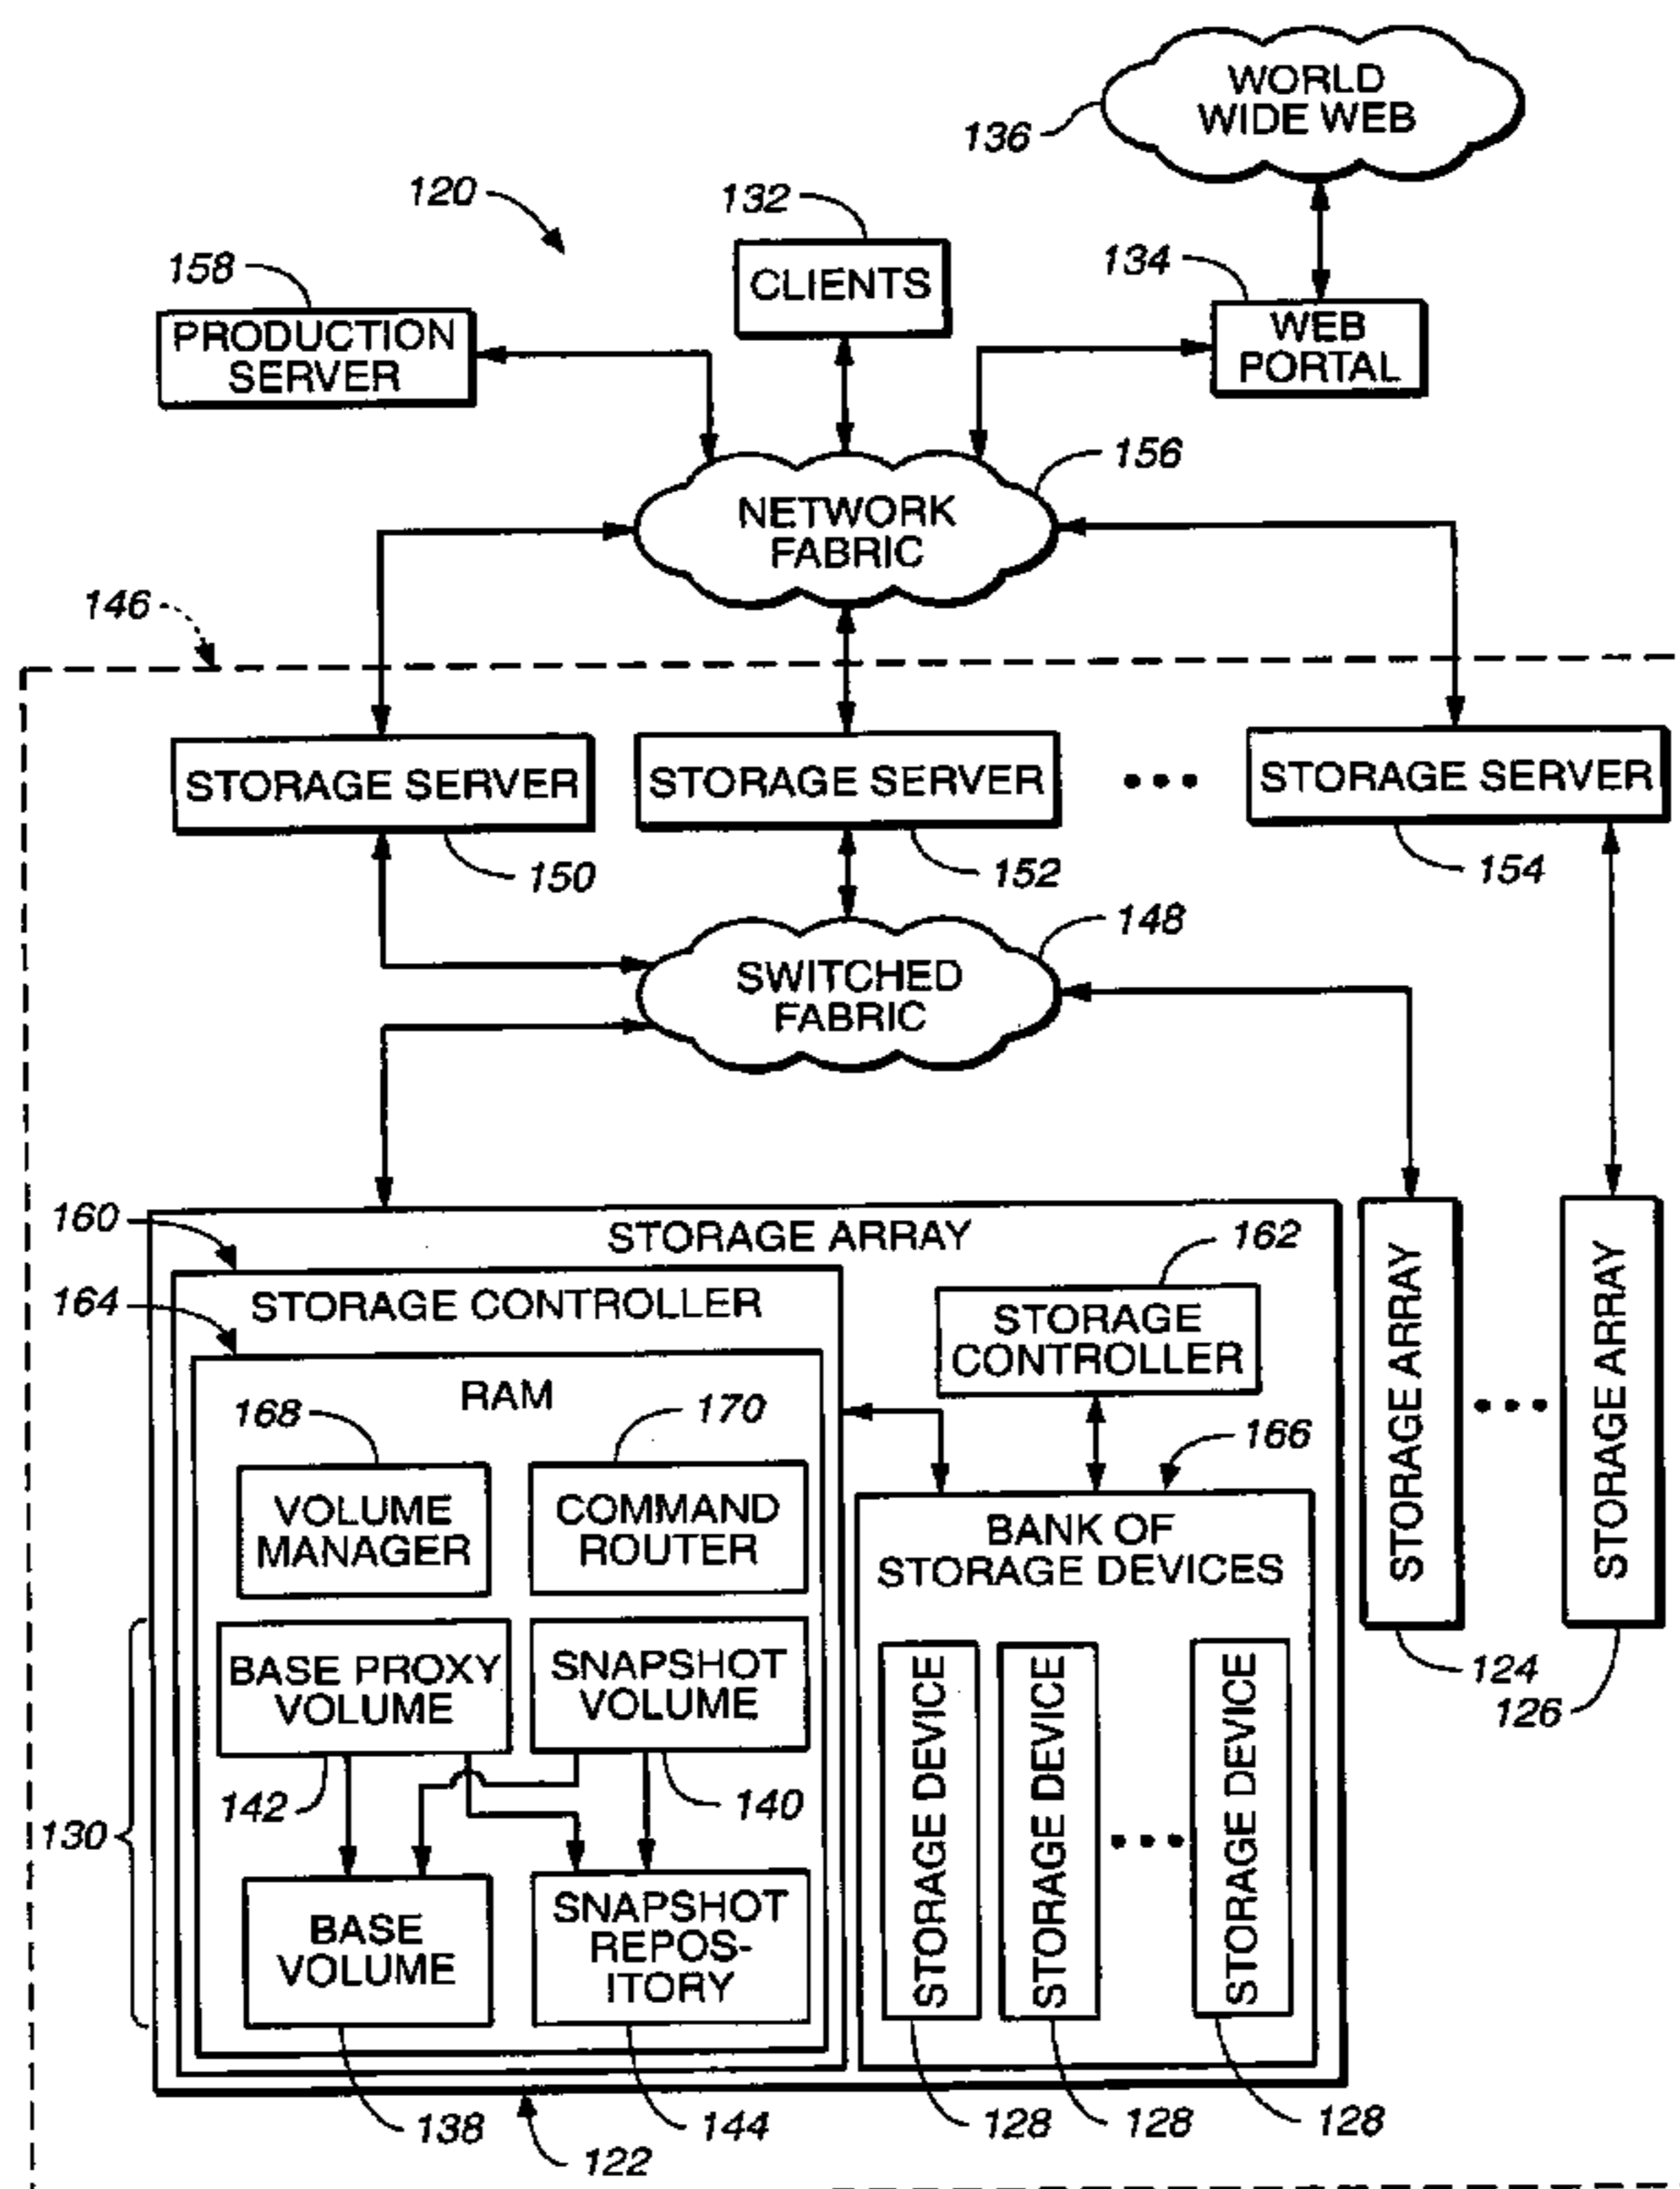 WORLD
WIDE WEB
136
120
132
CLIENTS
134
WEB
PORTAL
158
PRODUCTION
SERVER
156
NETWORK
FABRIC
146
STORAGE SERVER
150
STORAGE SERVER
152
STORAGE SERVER
154
148
SWITCHED
FABRIC
160
STORAGE ARRAY
164
STORAGE CONTROLLER
162
STORAGE
CONTROLLER
RAM
168
170
166
VOLUME
MANAGER
COMMAND
ROUTER
BANK OF
STORAGE DEVICES
BASE PROXY
VOLUME
SNAPSHOT
VOLUME
142
140
130
BASE
VOLUME
SNAPSHOT
REPOS-
ITORY
STORAGE DEVICE
STORAGE DEVICE
STORAGE DEVICE
STORAGE ARRAY
STORAGE ARRAY
124
126
138
144
128
128
128
122